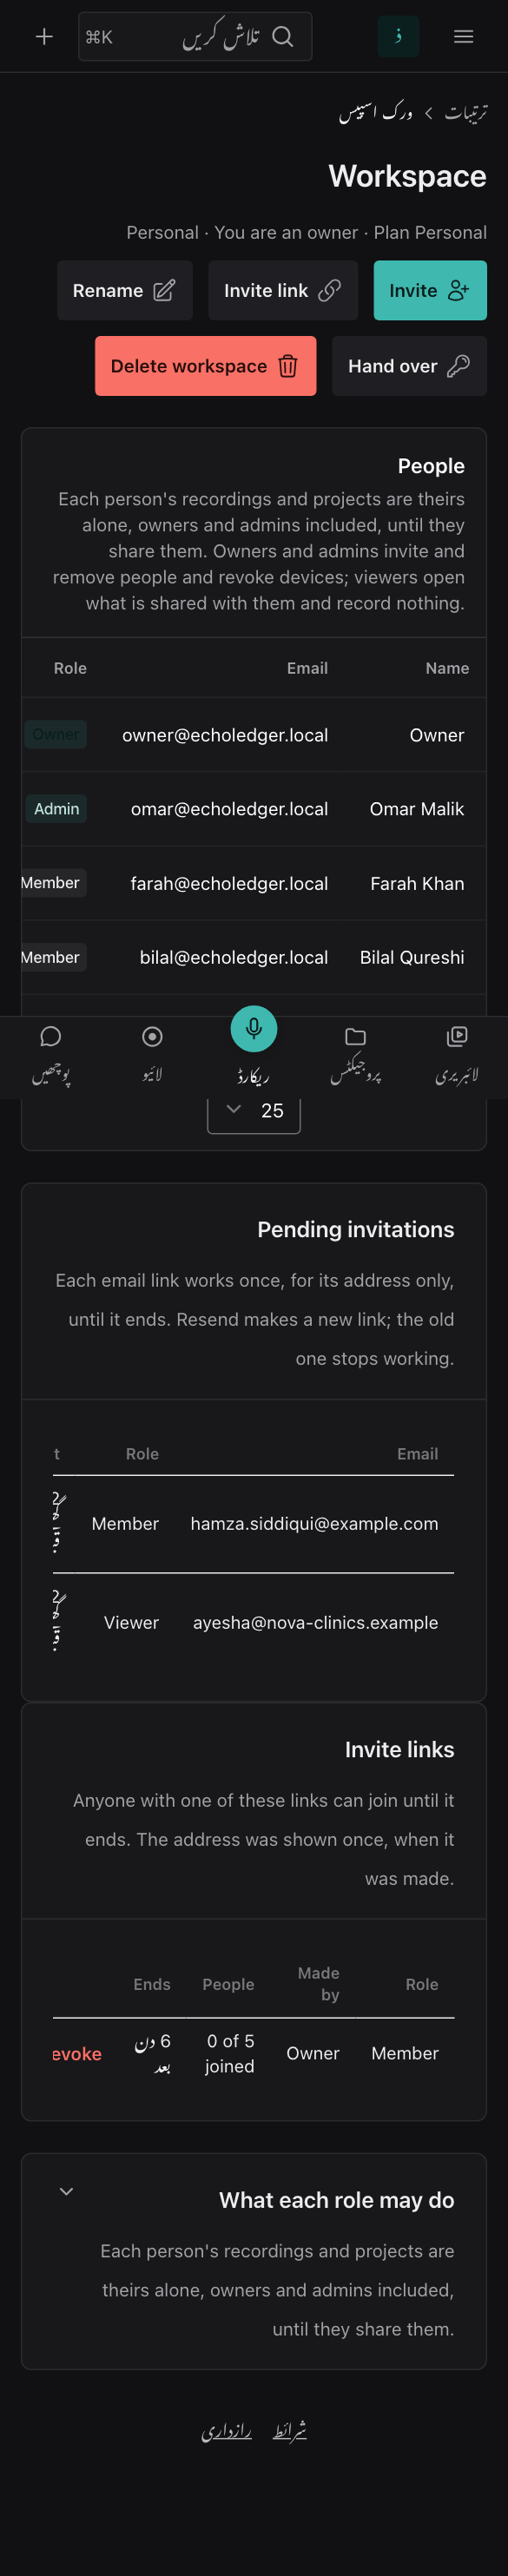 ذ تلاش کریں ⌘K
ترتیبات › ورک اسپیس
Workspace
Personal · You are an owner · Plan Personal
Invite Invite link Rename
Hand over Delete workspace
People
Each person's recordings and projects are theirs
alone, owners and admins included, until they
share them. Owners and admins invite and
remove people and revoke devices; viewers open
what is shared with them and record nothing.
Name Email Role
Owner owner@echoledger.local Owner
Omar Malik omar@echoledger.local Admin
Farah Khan farah@echoledger.local Member
Bilal Qureshi bilal@echoledger.local Member
لائبریری پروجیکٹس ریکارڈ لائیو پوچھیں
25
Pending invitations
Each email link works once, for its address only,
until it ends. Resend makes a new link; the old
one stops working.
Email Role
hamza.siddiqui@example.com Member
ayesha@nova-clinics.example Viewer
Invite links
Anyone with one of these links can join until it
ends. The address was shown once, when it
was made.
Role Made by People Ends
Member Owner 0 of 5 joined 6 دن بعد evoke
What each role may do
Each person's recordings and projects are
theirs alone, owners and admins included,
until they share them.
شرائط رازداری